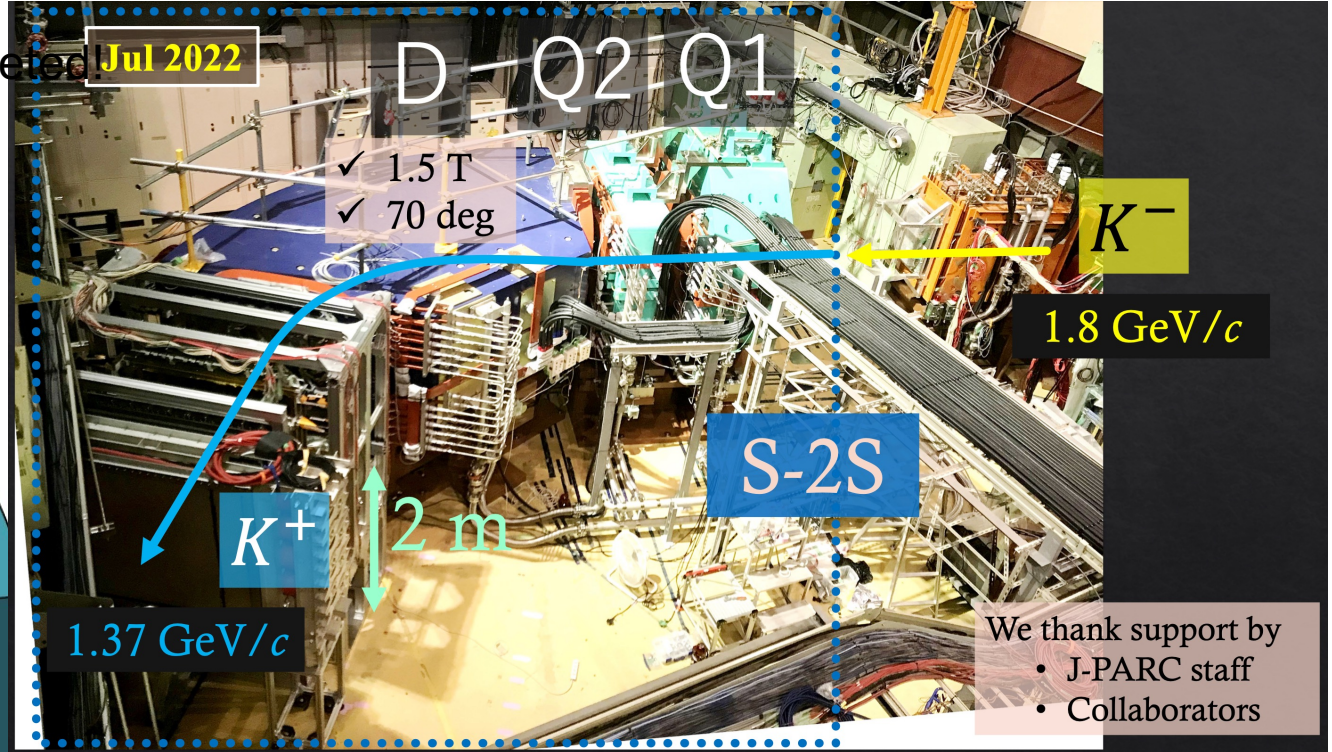 eted!
Jul 2022
D Q2 Q1
✓ 1.5 T
✓ 70 deg
K−
1.8 GeV/c
S-2S
K+
2 m
1.37 GeV/c
We thank support by
• J-PARC staff
• Collaborators